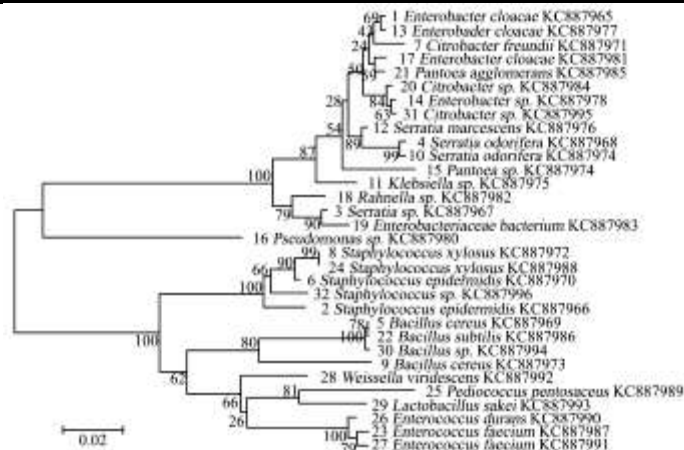 69
1 Enterobacter cloacae KC887965
13 Enterobader cloacae KC887977
7 Citrobacter freundii KC887971
24
17 Enterobacter cloacae KC887981
21 Pantoea agglomerans KC887985
20 Citrobacter sp. KC887984
84
14 Enterobacter sp. KC887978
28
63
31 Citrobacter sp. KC887995
12 Serratia marcescens KC887976
54
89
4 Serratia odorifera KC887968
87
99
10 Serratia odorifera KC887974
15 Pantoea sp. KC887974
100
11 Klebsiella sp. KC887975
18 Rahnella sp. KC887982
79
3 Serratia sp. KC887967
90
19 Enterobacteriaceae bacterium KC887983
16 Pseudomonas sp. KC887980
99
8 Staphylococcus xylosus KC887972
90
24 Staphylococcus xylosus KC887988
66
6 Staphylococcus epidermidis KC887970
100
32 Staphylococcus sp. KC887996
2 Staphylococcus epidermidis KC887966
78
5 Bacillus cereus KC887969
100
22 Bacillus subtilis KC887986
100
80
30 Bacillus sp. KC887994
9 Bacillus cereus KC887973
62
28 Weissella viridescens KC887992
81
25 Pediococcus pentosaceus KC887989
66
29 Lactobacillus sakei KC887993
26
26 Enterococcus durans KC887990
100
23 Enterococcus faecium KC887987
27 Enterococcus faecium KC887991
0.02